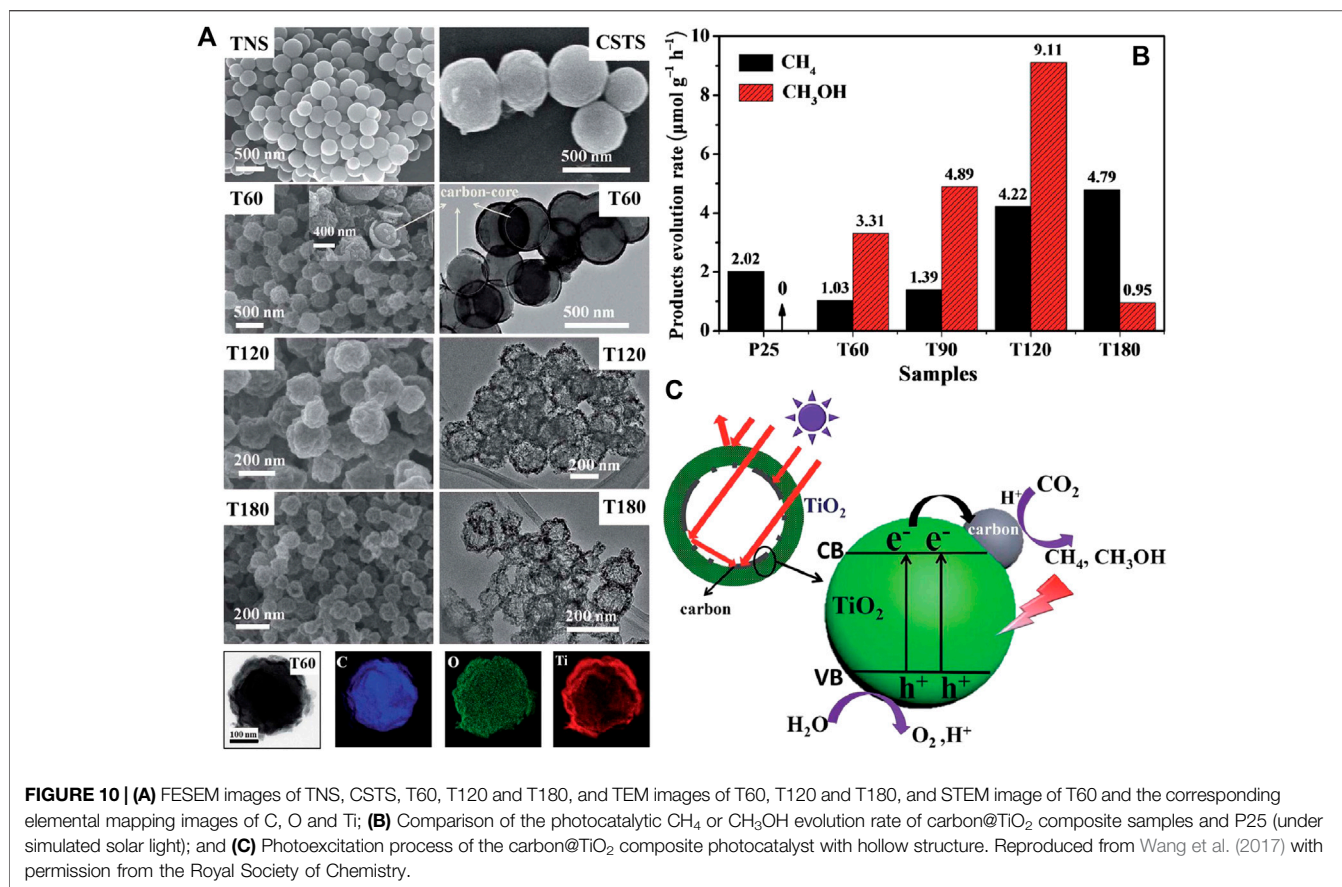 A
TNS
500 nm
CSTS
500 nm
T60
400 nm
500 nm
carbon-core
T60
500 nm
T120
200 nm
T120
200 nm
T180
200 nm
T180
200 nm
T60
100 nm
C
O
Ti
B
Products evolution rate (μmol g⁻¹ h⁻¹)
10
8
6
4
2
0
CH₄
CH₃OH
2.02
0
1.03
3.31
1.39
4.89
4.22
9.11
4.79
0.95
P25 T60 T90 T120 T180
Samples
C
TiO₂
carbon
H⁺
CO₂
carbon
CH₄, CH₃OH
e⁻ e⁻
CB
TiO₂
VB
h⁺ h⁺
H₂O
O₂ ,H⁺
FIGURE 10 | (A) FESEM images of TNS, CSTS, T60, T120 and T180, and TEM images of T60, T120 and T180, and STEM image of T60 and the corresponding
elemental mapping images of C, O and Ti; (B) Comparison of the photocatalytic CH₄ or CH₃OH evolution rate of carbon@TiO₂ composite samples and P25 (under
simulated solar light); and (C) Photoexcitation process of the carbon@TiO₂ composite photocatalyst with hollow structure. Reproduced from Wang et al. (2017) with
permission from the Royal Society of Chemistry.